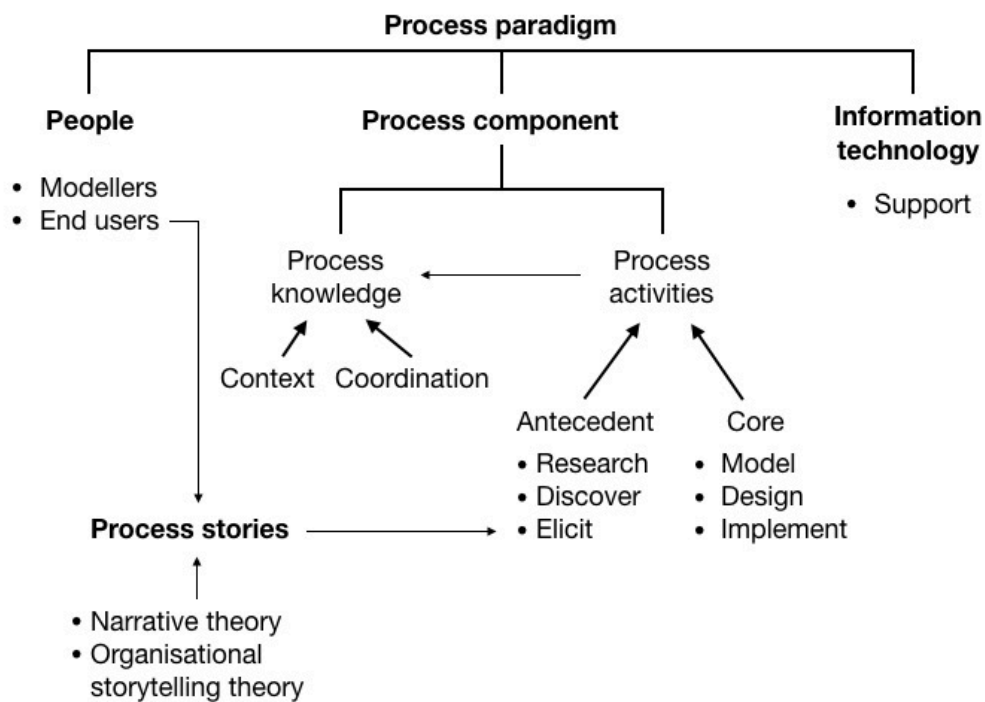 Process paradigm
People
Process component
Information
technology
• Modellers
• End users
• Support
Process
knowledge
Process
activities
Context
Coordination
Antecedent
• Research
• Discover
• Elicit
Core
• Model
• Design
• Implement
Process stories
• Narrative theory
• Organisational
storytelling theory